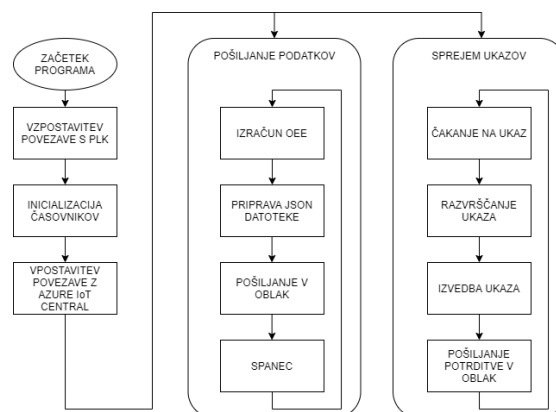 ZAČETEK
PROGRAMA
VZPOSTAVITEV
POVEZAVE S PLK
INICIALIZACIJA
ČASOVNIKOV
VPOSTAVITEV
POVEZAVE Z
AZURE IoT
CENTRAL
POŠILJANJE PODATKOV
IZRAČUN OEE
PRIPRAVA JSON
DATOTEKE
POŠILJANJE V
OBLAK
SPANEC
SPREJEM UKAZOV
ČAKANJE NA UKAZ
RAZVRŠČANJE
UKAZA
IZVEDBA UKAZA
POŠILJANJE
POTRDITVE V
OBLAK